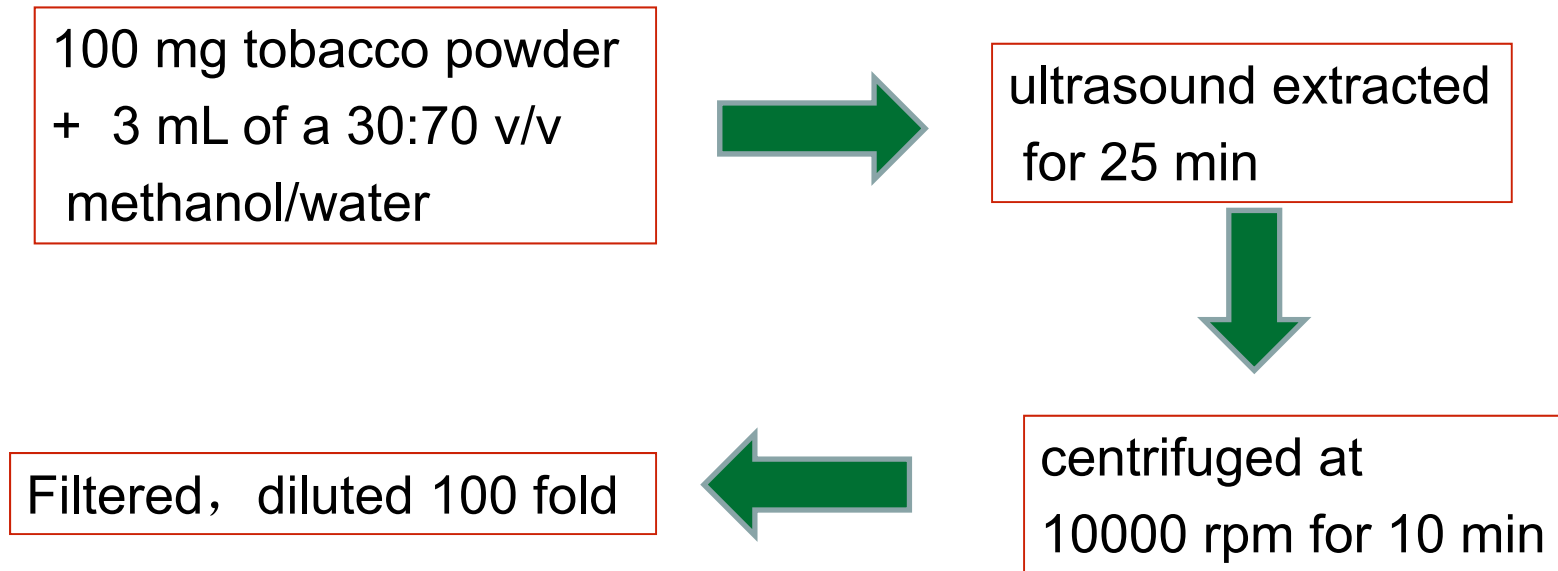 100 mg tobacco powder
+ 3 mL of a 30:70 v/v
methanol/water
ultrasound extracted
for 25 min
centrifuged at
10000 rpm for 10 min
Filtered，diluted 100 fold